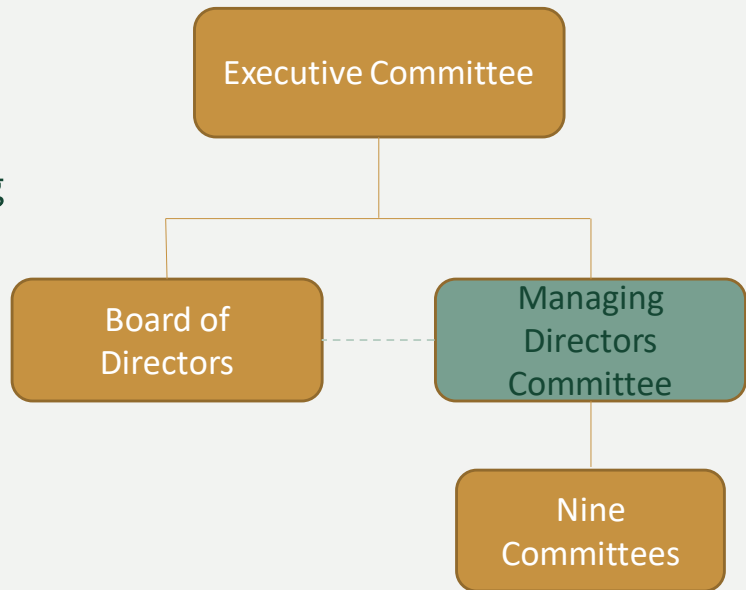 Executive Committee
g
Board of
Directors
Managing
Directors
Committee
Nine
Committees